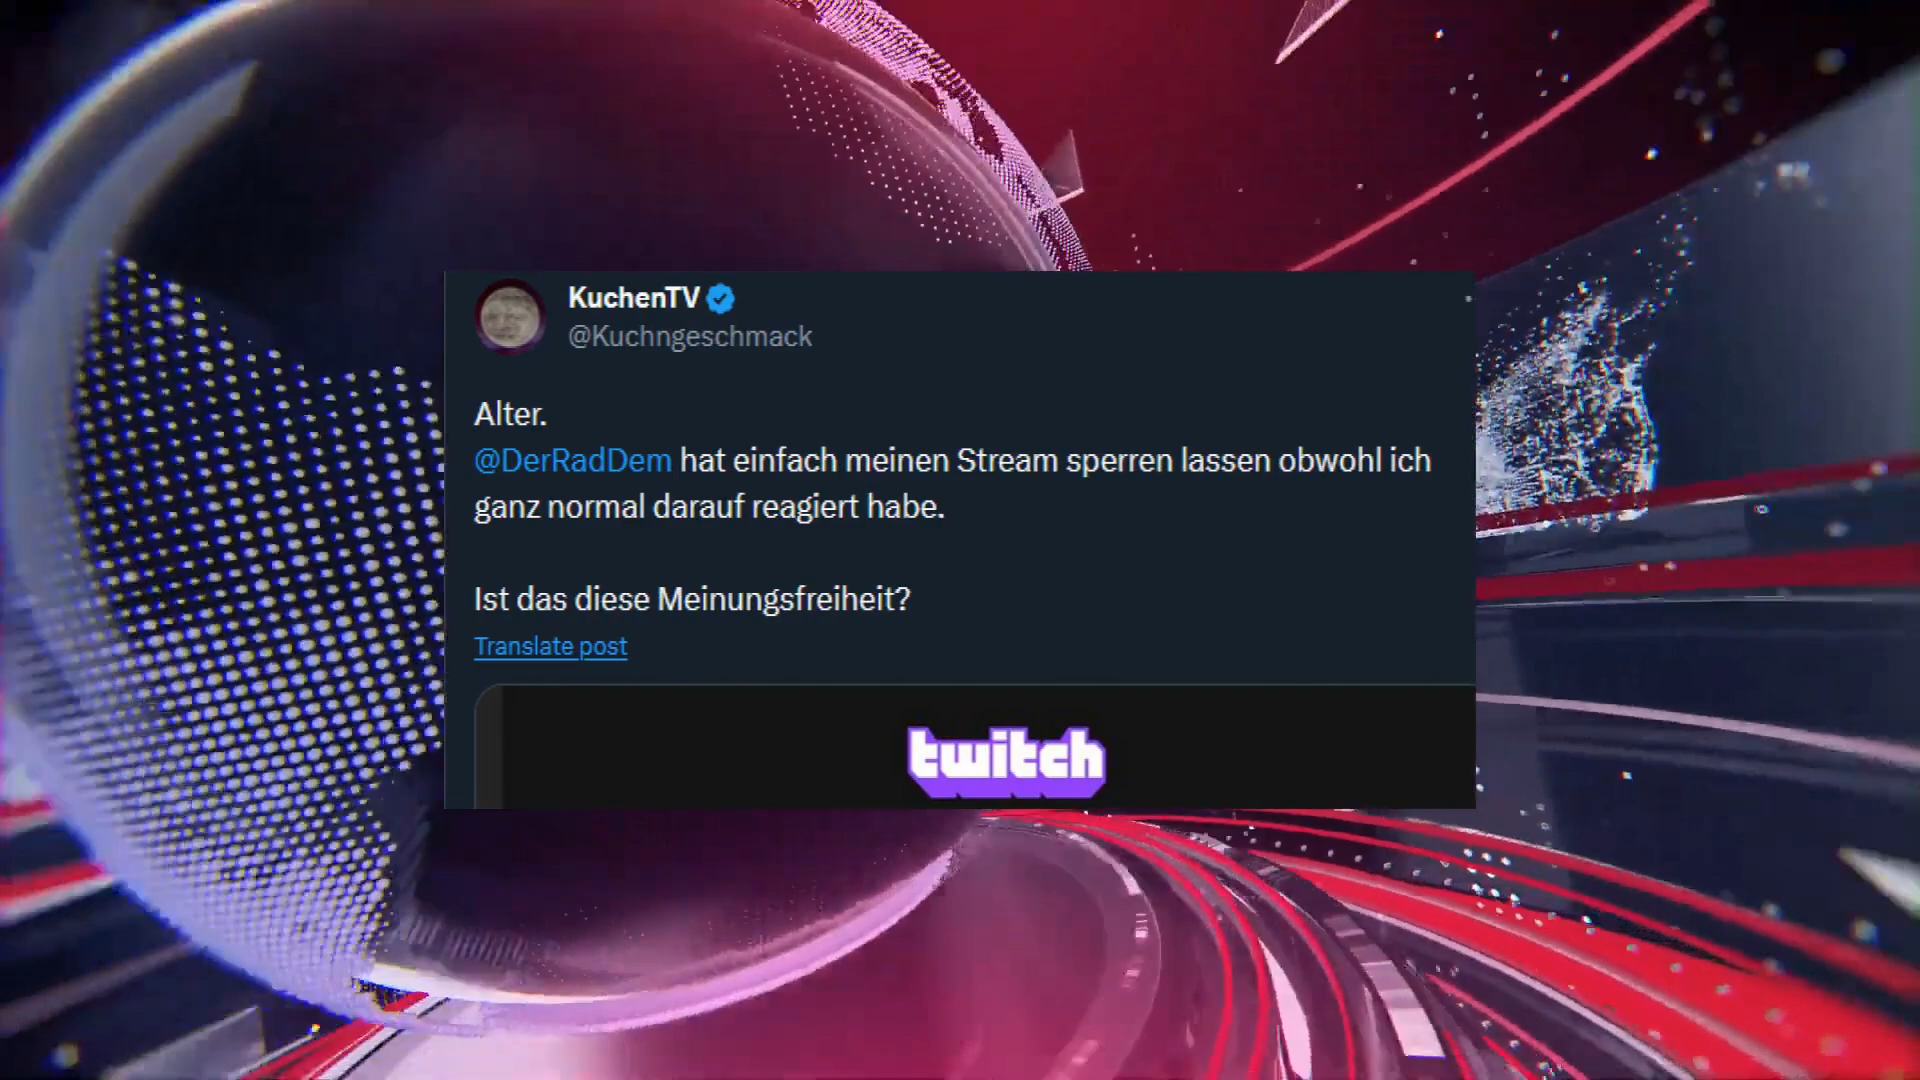 KuchenTV
@Kuchngeschmack
Alter.
@DerRadDem hat einfach meinen Stream sperren lassen obwohl ich
ganz normal darauf reagiert habe.
Ist das diese Meinungsfreiheit?
Translate post
twitch